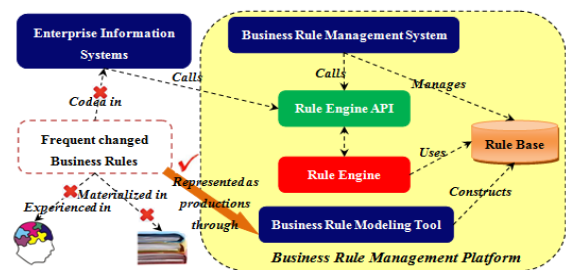 Enterprise Information
Systems
Business Rule Management System
Calls
Calls
Manages
Coded in
Rule Engine API
Frequent changed
Business Rules
Rule Base
Represented as
productions
through
Rule Engine
Uses
Materialized in
Experienced in
Constructs
Business Rule Modeling Tool
Business Rule Management Platform